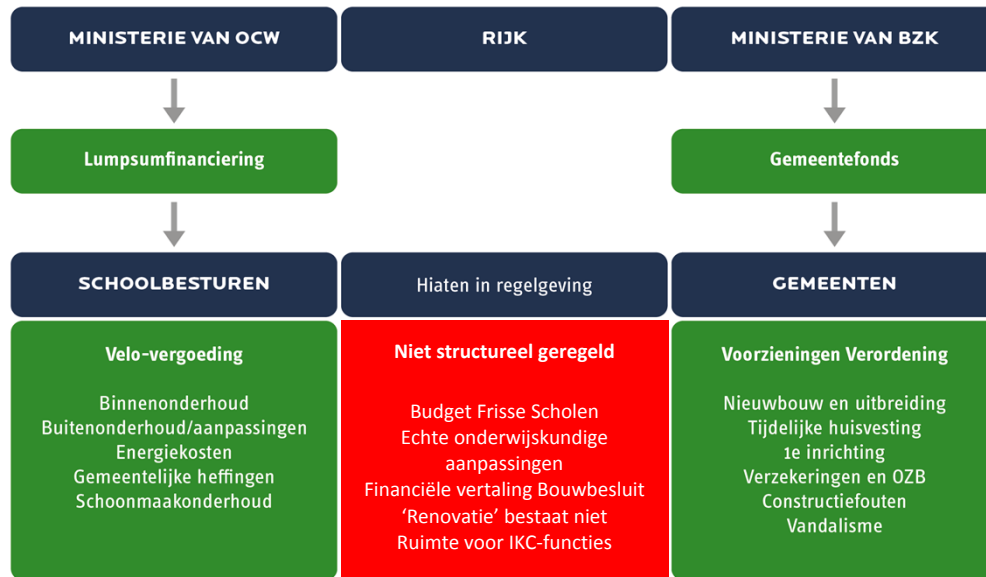 MINISTERIE VAN OCW
RIJK
MINISTERIE VAN BZK
Lumpsumfinanciering
Gemeentefonds
SCHOOLBESTUREN
Hiaten in regelgeving
GEMEENTEN
Velo-vergoeding
Binnenonderhoud
Buitenonderhoud/aanpassingen
Energiekosten
Gemeentelijke heffingen
Schoonmaakonderhoud
Niet structureel geregeld
Budget Frisse Scholen
Echte onderwijskundige
aanpassingen
Financiële vertaling Bouwbesluit
‘Renovatie’ bestaat niet
Ruimte voor IKC-functies
Voorzieningen Verordening
Nieuwbouw en uitbreiding
Tijdelijke huisvesting
1e inrichting
Verzekeringen en OZB
Constructiefouten
Vandalisme